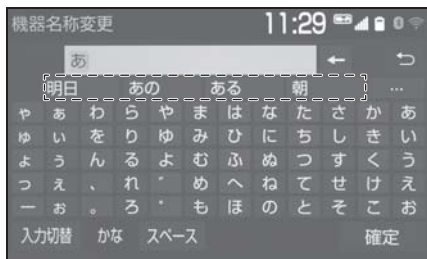 機器名称変更 11:29
あ ←
明日 あの ある 朝 …
ゃ ぁ わ ら や ま は な た さ か あ
ゅ ぃ を り ゆ み ひ に ち し き い
ょ ぅ ん る よ む ふ ぬ つ す く う
っ ぇ 、 れ ゛ め へ ね て せ け え
ー ぉ 。 ろ ゜ も ほ の と そ こ お
入力切替 かな スペース 確定